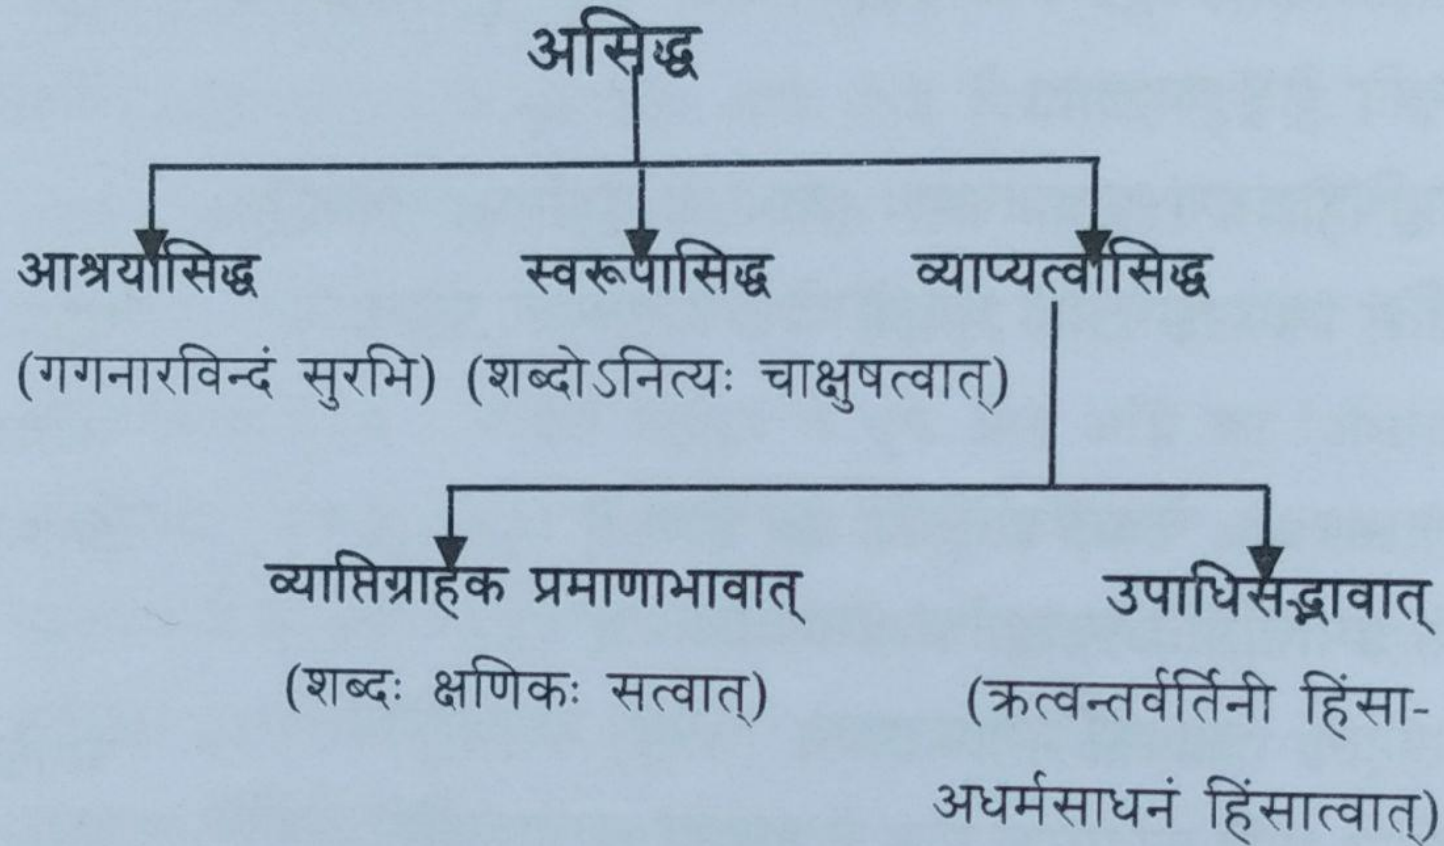 असिद्ध
आश्रयासिद्ध स्वरूपासिद्ध व्याप्यत्वासिद्ध
(गगनारविन्दं सुरभि) (शब्दोऽनित्यः चाक्षुषत्वात्)
व्याप्तिग्राहक प्रमाणाभावात् उपाधिसद्भावात्
(शब्दः क्षणिकः सत्वात्) (क्रत्वन्तर्वर्तिनी हिंसा-
अधर्मसाधनं हिंसात्वात्)